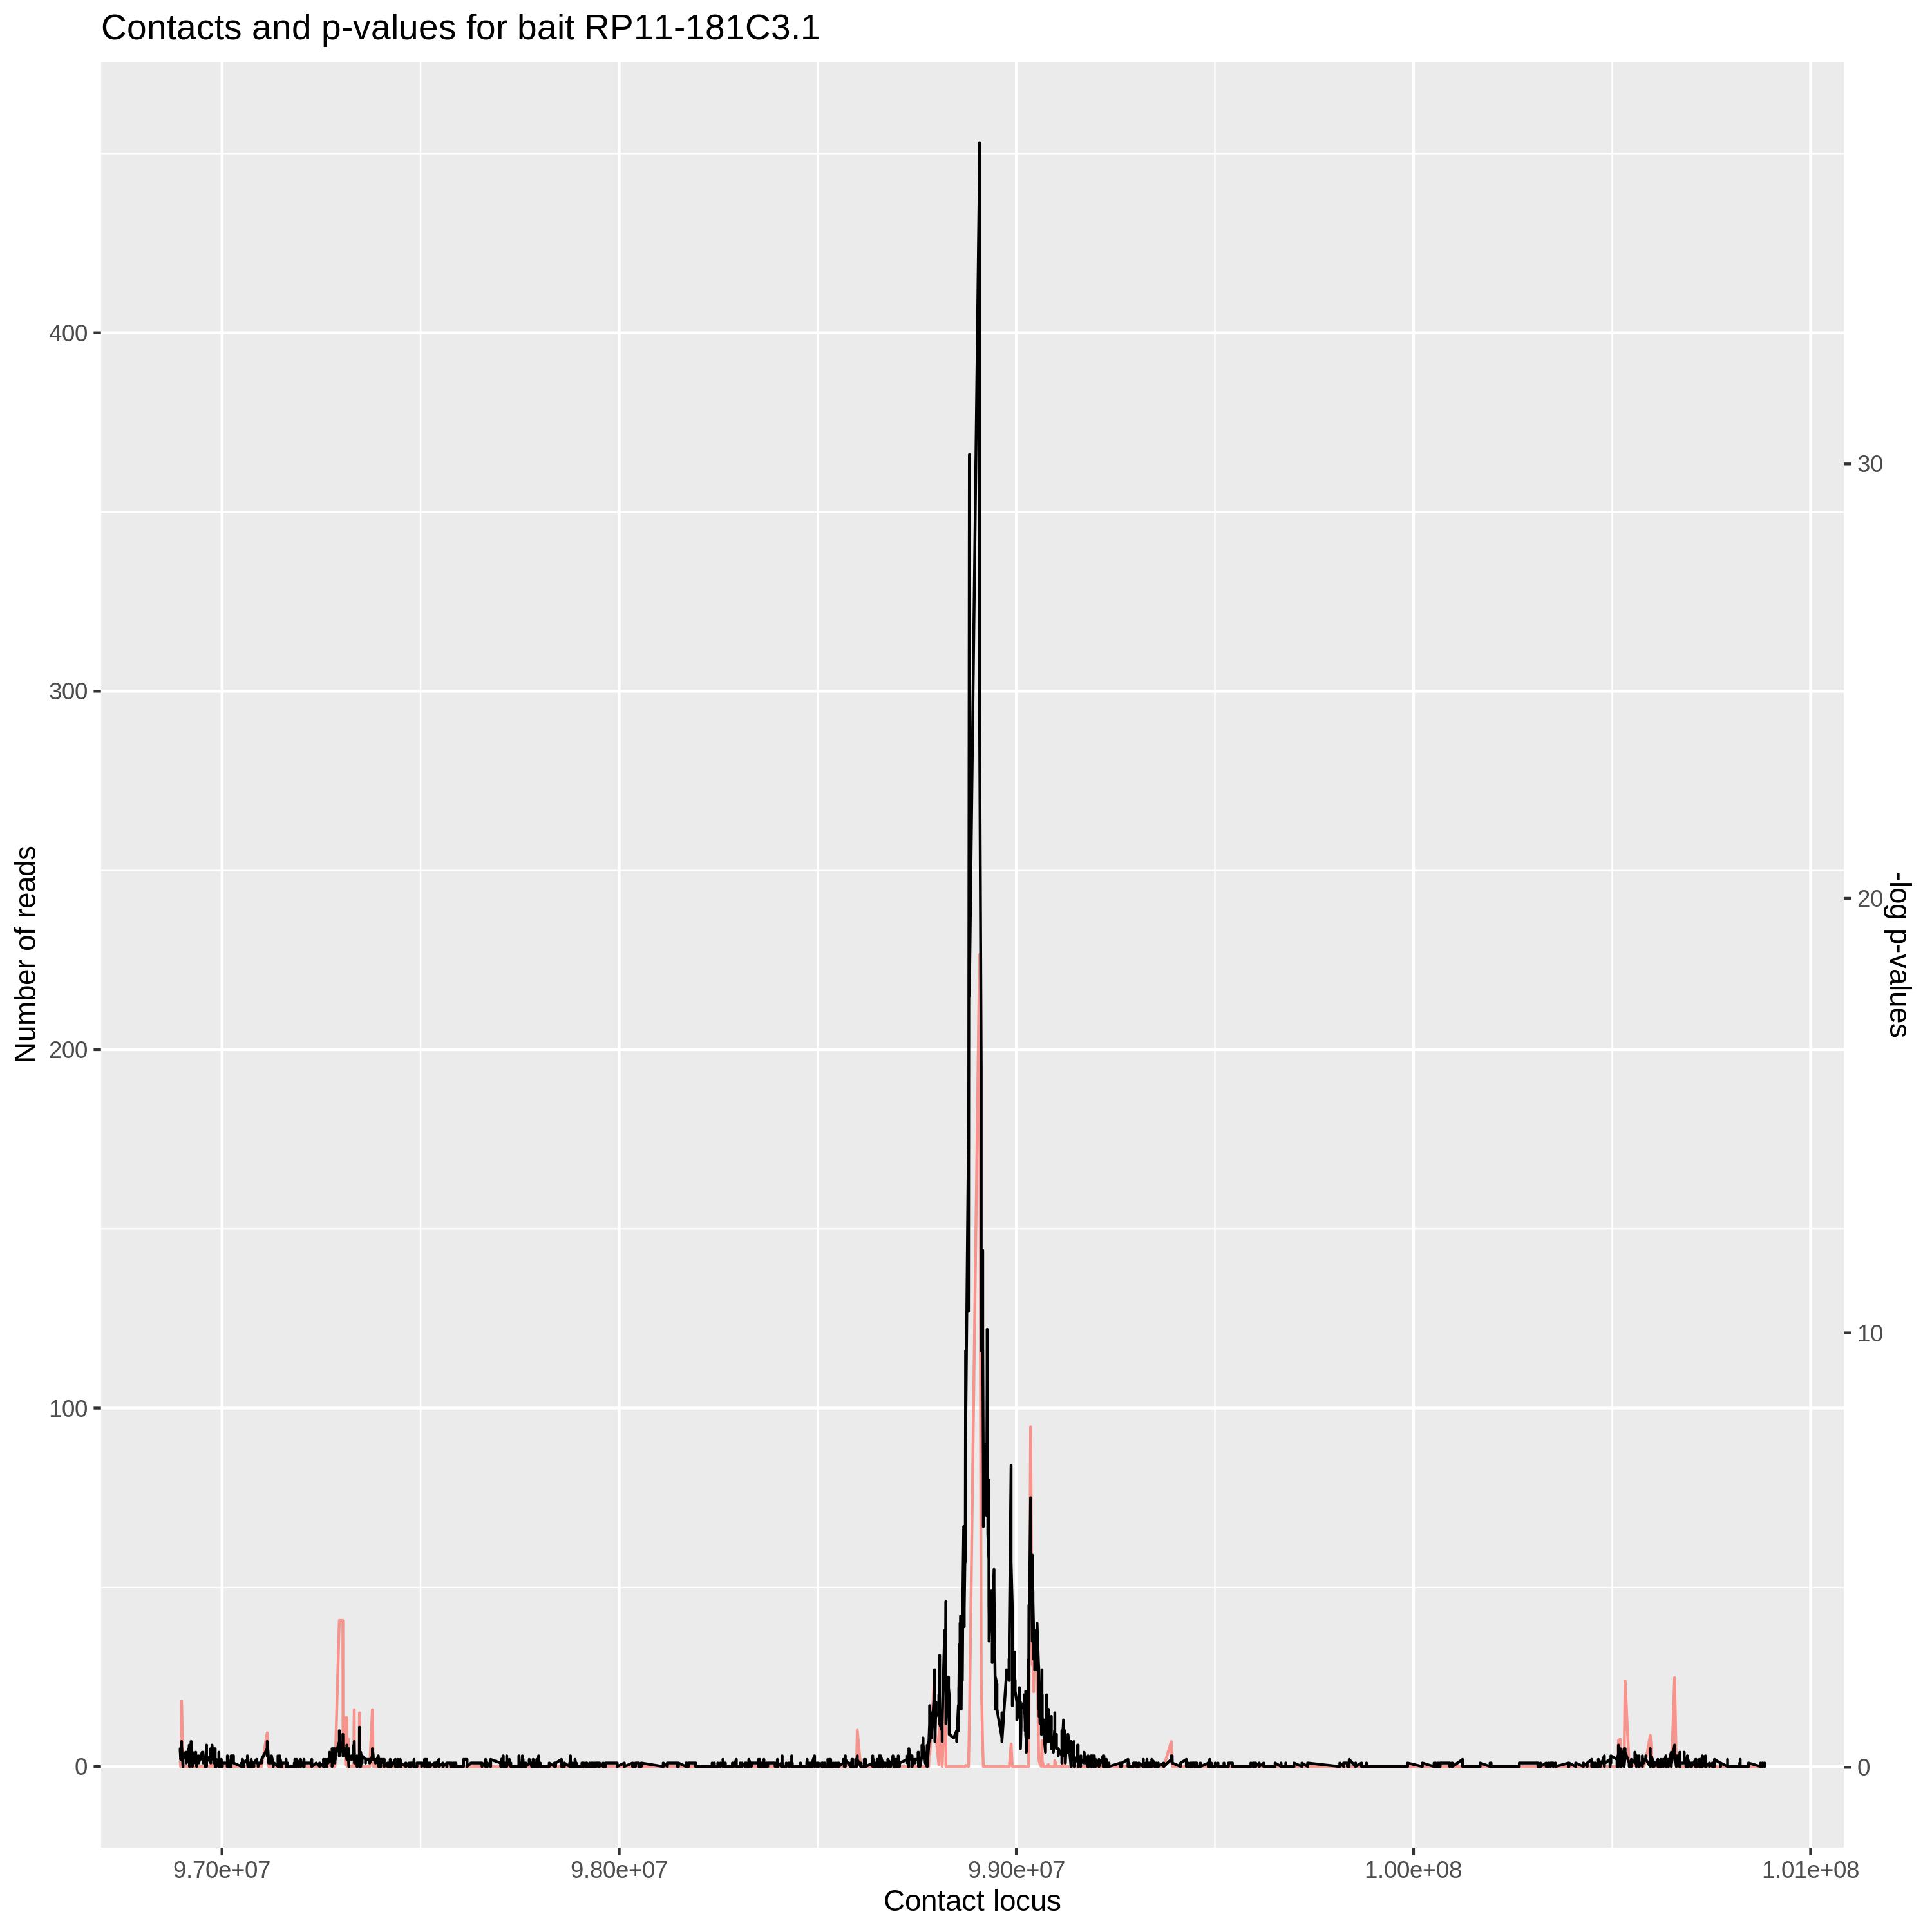 Contacts and p-values for bait RP11-181C3.1
Number of reads
400
300
200
100
0
30
20
10
0
-log p-values
9.70e+07 9.80e+07 9.90e+07 1.00e+08 1.01e+08
Contact locus